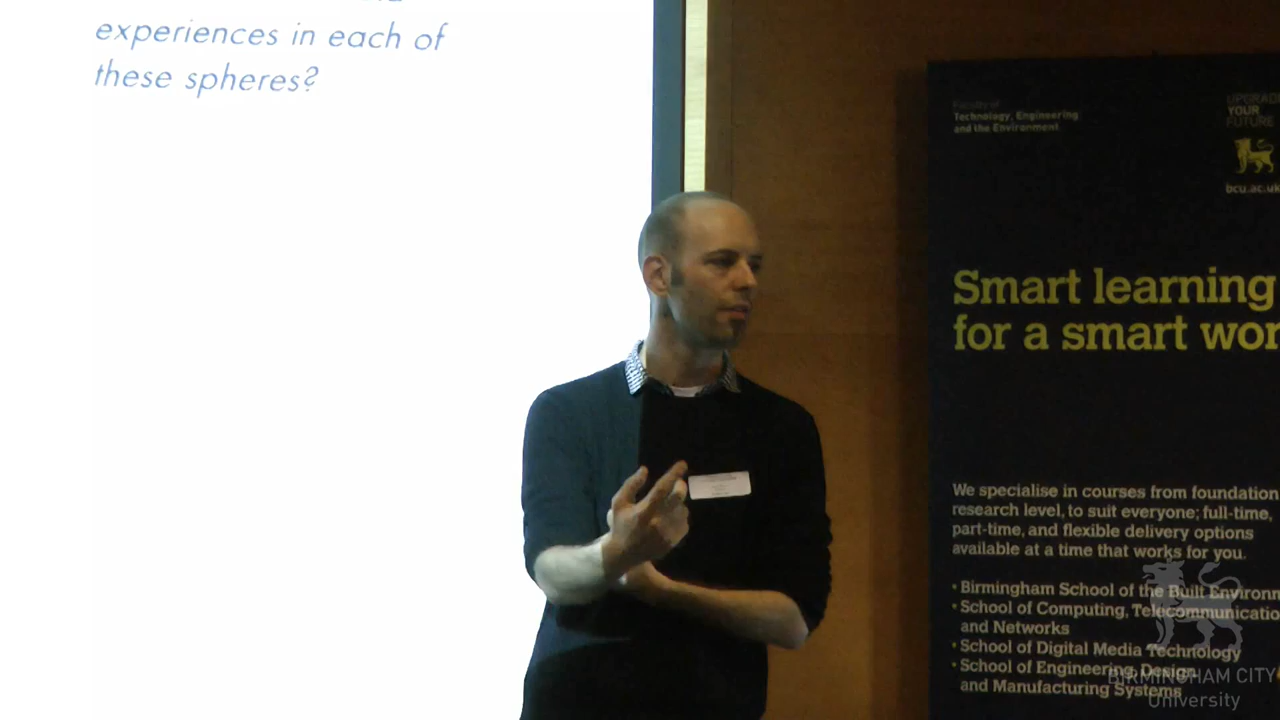 experiences in each of
these spheres?
Faculty of
Technology, Engineering
and the Environment
UPGRAD
YOUR
FUTURE
bcu.ac.uk
Smart learning
for a smart wor
We specialise in courses from foundation
research level, to suit everyone; full-time,
part-time, and flexible delivery options
available at a time that works for you.
• Birmingham School of the Built Environm
• School of Computing, Telecommunicatio
and Networks
• School of Digital Media Technology
• School of Engineering, Design
and Manufacturing Systems
BIRMINGHAM CITY
University